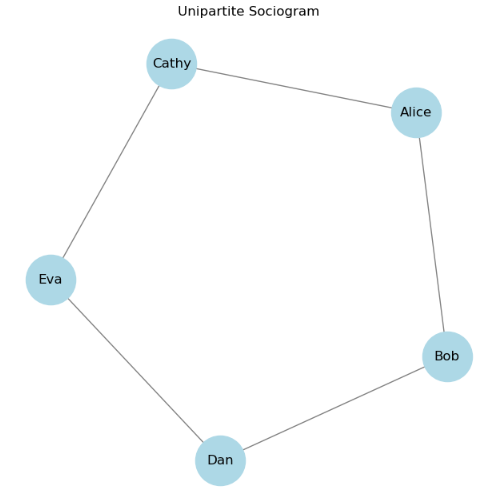 Unipartite Sociogram
Cathy
Alice
Eva
Bob
Dan